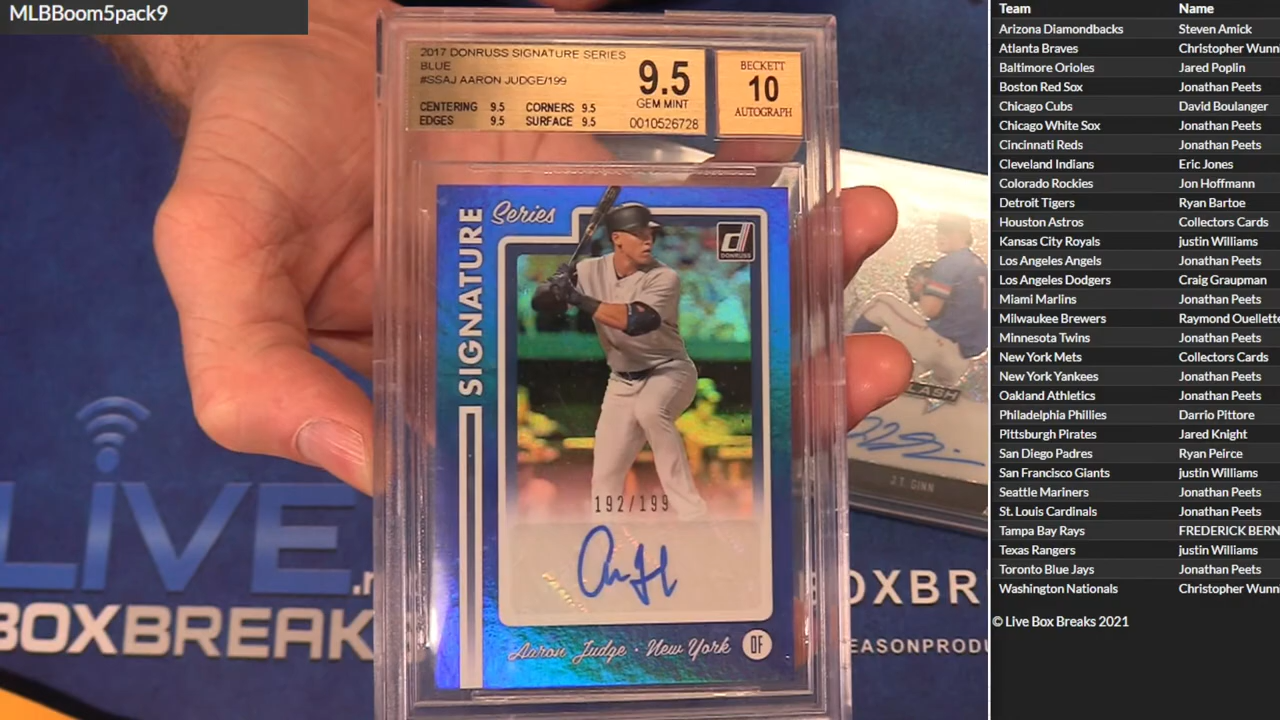 MLBBoom5pack9
2017 DONRUSS SIGNATURE SERIES
BLUE
#SSAJ AARON JUDGE/199
CENTERING 9.5 CORNERS 9.5
EDGES 9.5 SURFACE 9.5
9.5
GEM MINT
0010526728
BECKETT
10
AUTOGRAPH
SIGNATURE
Series
d
DONRUSS
192/199
Aaron Judge · New York OF
LIVE
BOXBREAK
OXBR
EASONPRODU
J.T. GINN
Team Name
Arizona Diamondbacks Steven Amick
Atlanta Braves Christopher Wunn
Baltimore Orioles Jared Poplin
Boston Red Sox Jonathan Peets
Chicago Cubs David Boulanger
Chicago White Sox Jonathan Peets
Cincinnati Reds Jonathan Peets
Cleveland Indians Eric Jones
Colorado Rockies Jon Hoffmann
Detroit Tigers Ryan Bartoe
Houston Astros Collectors Cards
Kansas City Royals justin Williams
Los Angeles Angels Jonathan Peets
Los Angeles Dodgers Craig Graupman
Miami Marlins Jonathan Peets
Milwaukee Brewers Raymond Ouellette
Minnesota Twins Jonathan Peets
New York Mets Collectors Cards
New York Yankees Jonathan Peets
Oakland Athletics Jonathan Peets
Philadelphia Phillies Darrio Pittore
Pittsburgh Pirates Jared Knight
San Diego Padres Ryan Peirce
San Francisco Giants justin Williams
Seattle Mariners Jonathan Peets
St. Louis Cardinals Jonathan Peets
Tampa Bay Rays FREDERICK BERN
Texas Rangers justin Williams
Toronto Blue Jays Jonathan Peets
Washington Nationals Christopher Wunn
© Live Box Breaks 2021